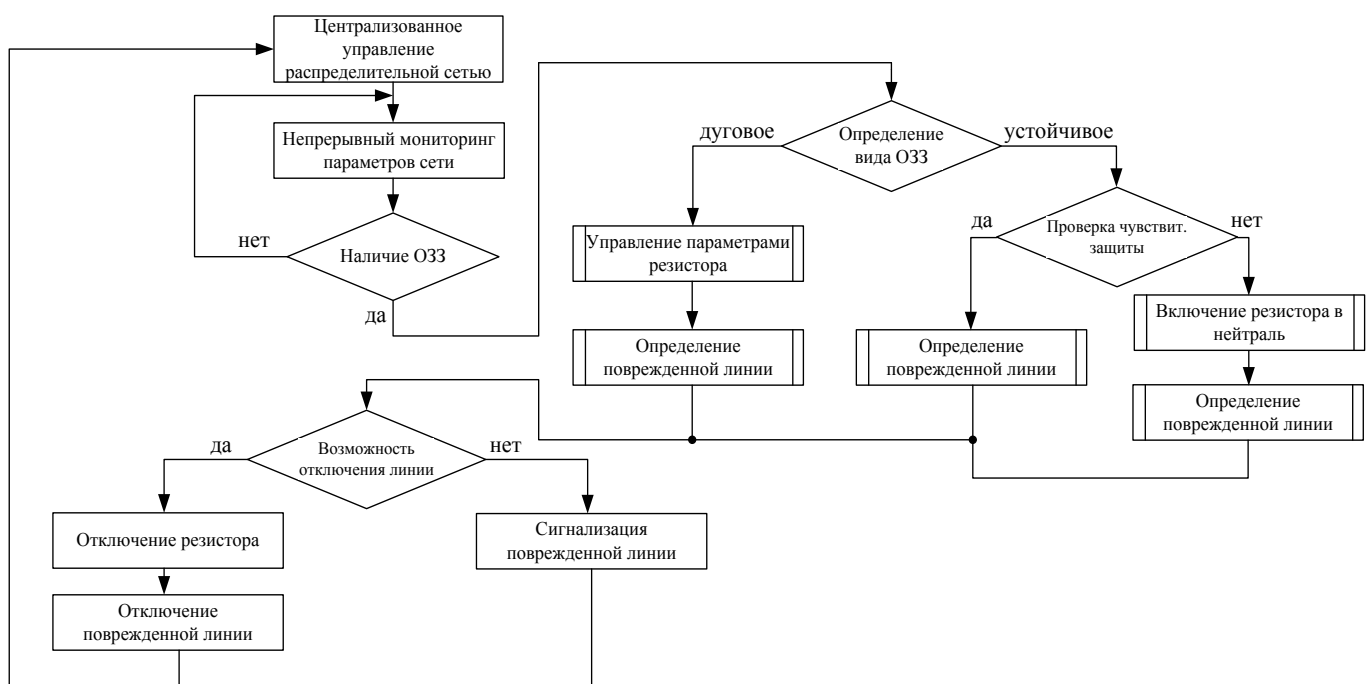 Централизованное
управление
распределительной сетью
Непрерывный мониторинг
параметров сети
нет
Наличие ОЗЗ
да
дуговое
Определение
вида ОЗЗ
устойчивое
Управление параметрами
резистора
Определение
поврежденной линии
да
Проверка чувствит.
защиты
нет
Определение
поврежденной линии
Включение резистора в
нейтраль
Определение
поврежденной линии
да
Возможность
отключения линии
нет
Отключение резистора
Отключение
поврежденной линии
Сигнализация
поврежденной линии